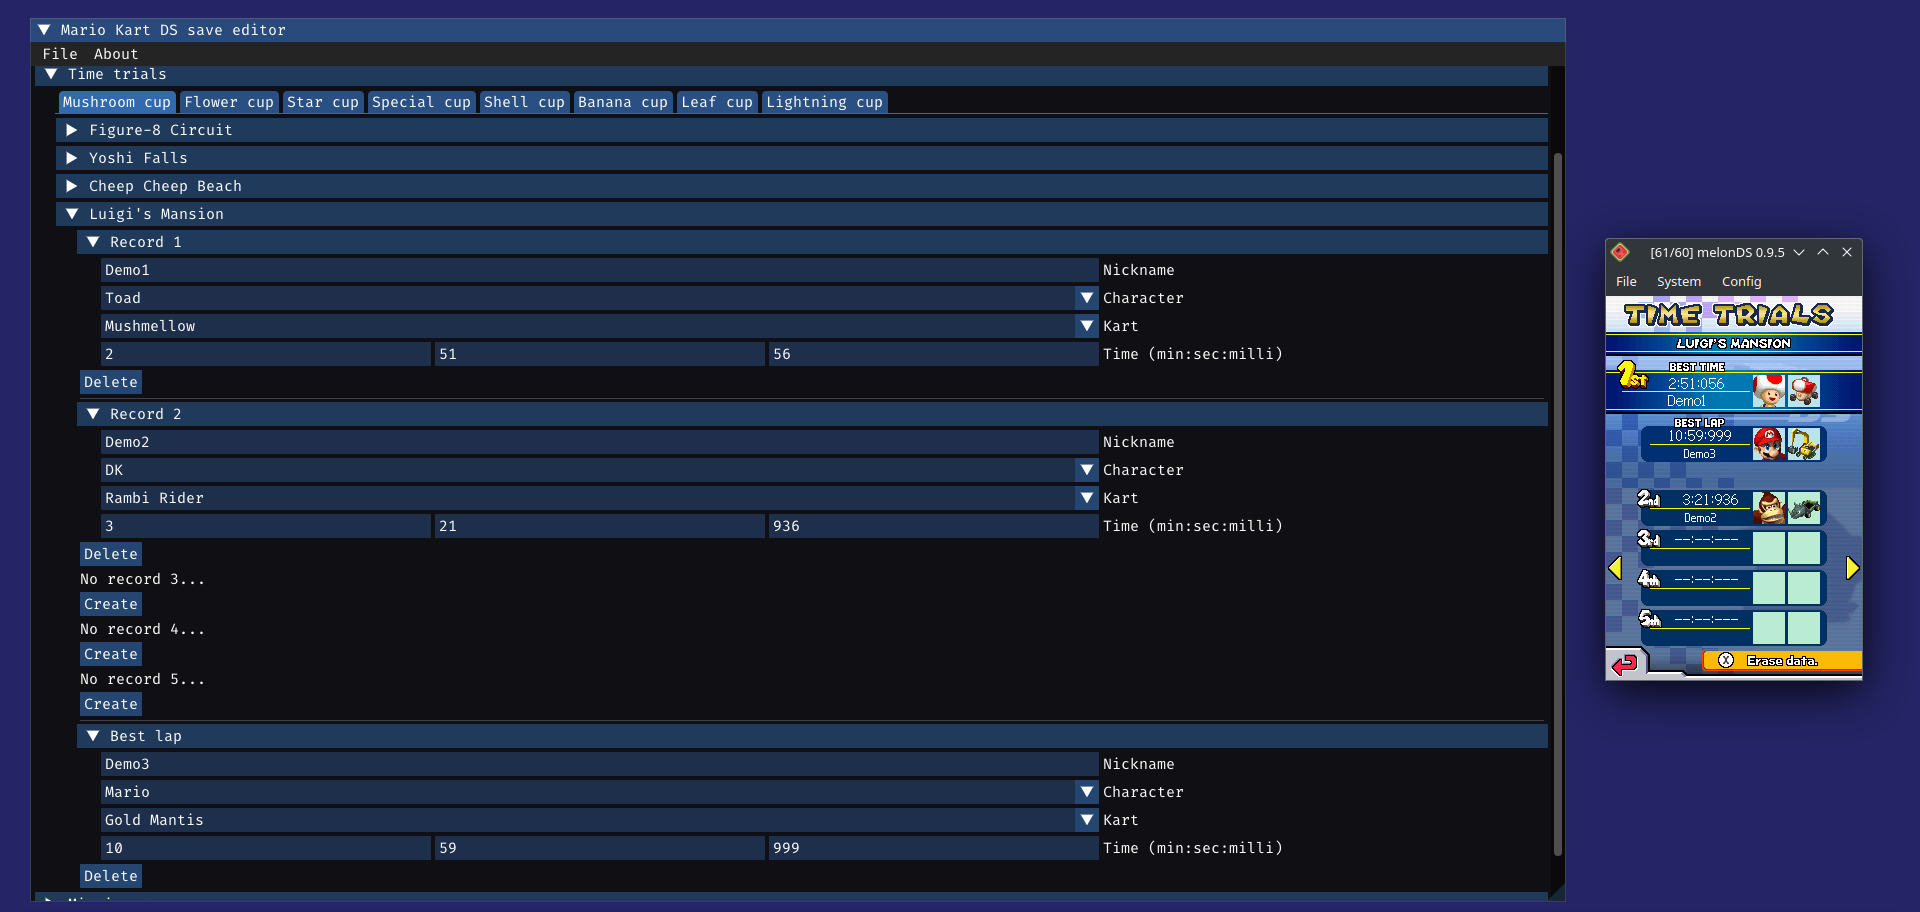 Mario Kart DS save editor
File About
Time trials
Mushroom cup Flower cup Star cup Special cup Shell cup Banana cup Leaf cup Lightning cup
Figure-8 Circuit
Yoshi Falls
Cheep Cheep Beach
Luigi's Mansion
Record 1
Demo1 Nickname
Toad Character
Mushmellow Kart
2 51 56 Time (min:sec:milli)
Delete
Record 2
Demo2 Nickname
DK Character
Rambi Rider Kart
3 21 936 Time (min:sec:milli)
Delete
No record 3...
Create
No record 4...
Create
No record 5...
Create
Best lap
Demo3 Nickname
Mario Character
Gold Mantis Kart
10 59 999 Time (min:sec:milli)
Delete
[61/60] melonDS 0.9.5
File System Config
TIME TRIALS
LUIGI'S MANSION
BEST TIME
1st 2:51:056
Demo1
BEST LAP
10:59:999
Demo3
2nd 3:21:936
Demo2
3rd --:--:---
4th --:--:---
5th --:--:---
X Erase data.